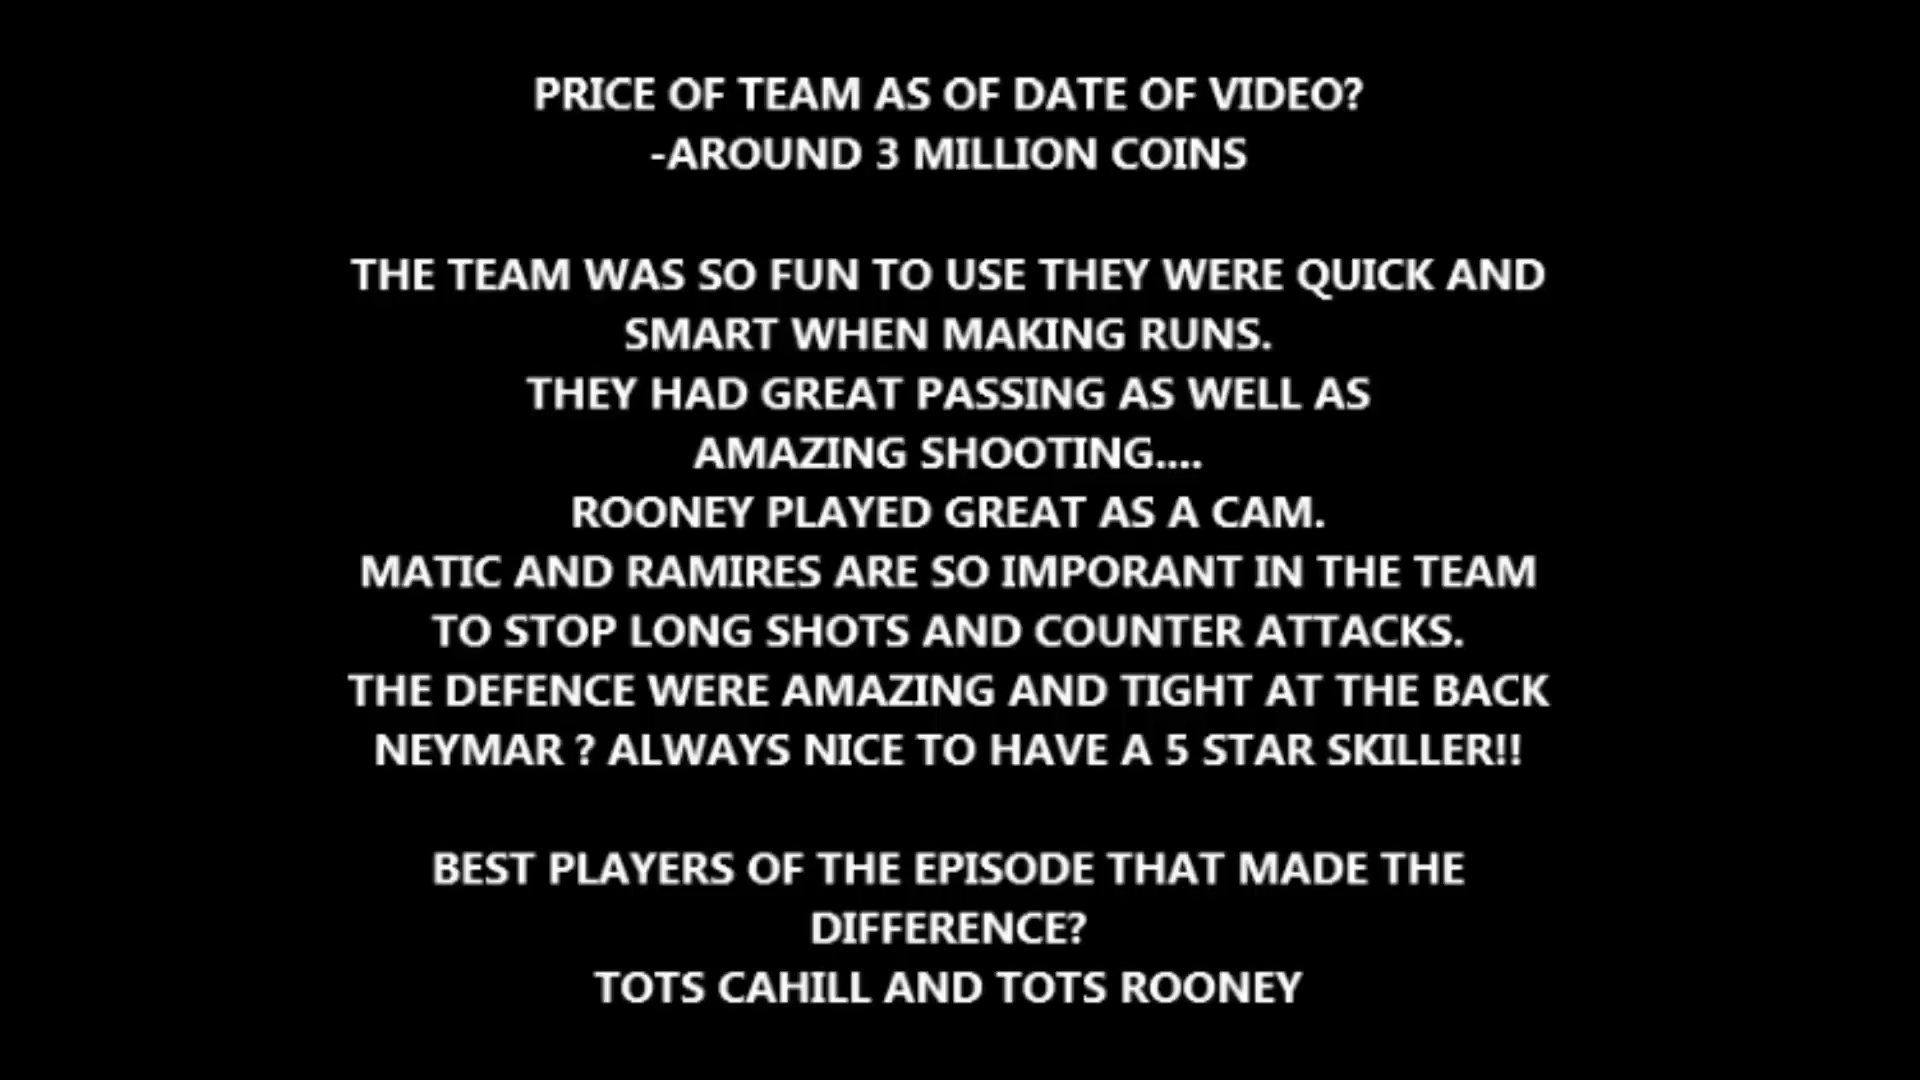 PRICE OF TEAM AS OF DATE OF VIDEO?
-AROUND 3 MILLION COINS
THE TEAM WAS SO FUN TO USE THEY WERE QUICK AND
SMART WHEN MAKING RUNS.
THEY HAD GREAT PASSING AS WELL AS
AMAZING SHOOTING....
ROONEY PLAYED GREAT AS A CAM.
MATIC AND RAMIRES ARE SO IMPORANT IN THE TEAM
TO STOP LONG SHOTS AND COUNTER ATTACKS.
THE DEFENCE WERE AMAZING AND TIGHT AT THE BACK
NEYMAR ? ALWAYS NICE TO HAVE A 5 STAR SKILLER!!
BEST PLAYERS OF THE EPISODE THAT MADE THE
DIFFERENCE?
TOTS CAHILL AND TOTS ROONEY